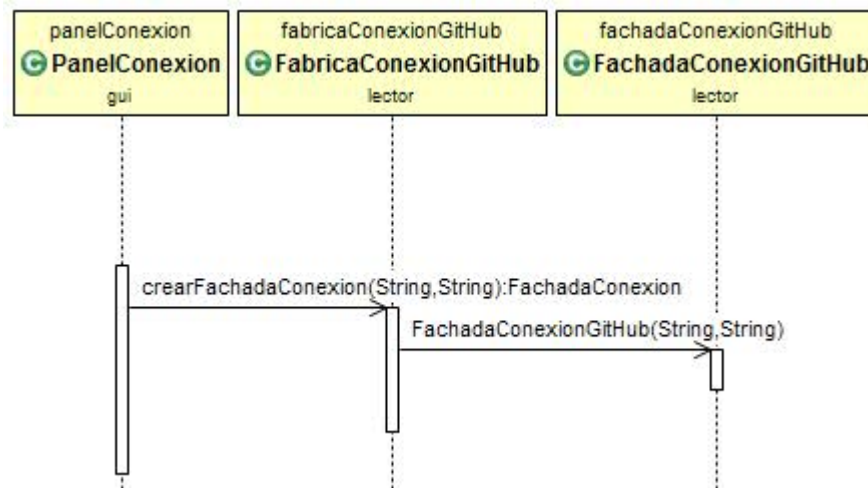 panelConexion
PanelConexion
gui
fabricaConexionGitHub
FabricaConexionGitHub
lector
fachadaConexionGitHub
FachadaConexionGitHub
lector
crearFachadaConexion(String,String):FachadaConexion
FachadaConexionGitHub(String,String)